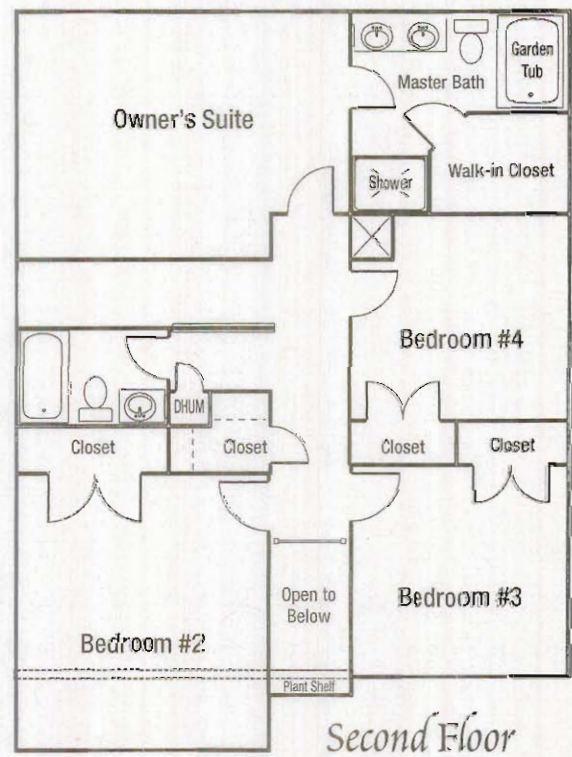 Owner's Suite
Master Bath
Garden
Tub
Shower
Walk-in Closet
Bedroom #4
DHUM
Closet
Closet
Closet
Closet
Bedroom #2
Open to
Below
Bedroom #3
Plant Shelf
Second Floor